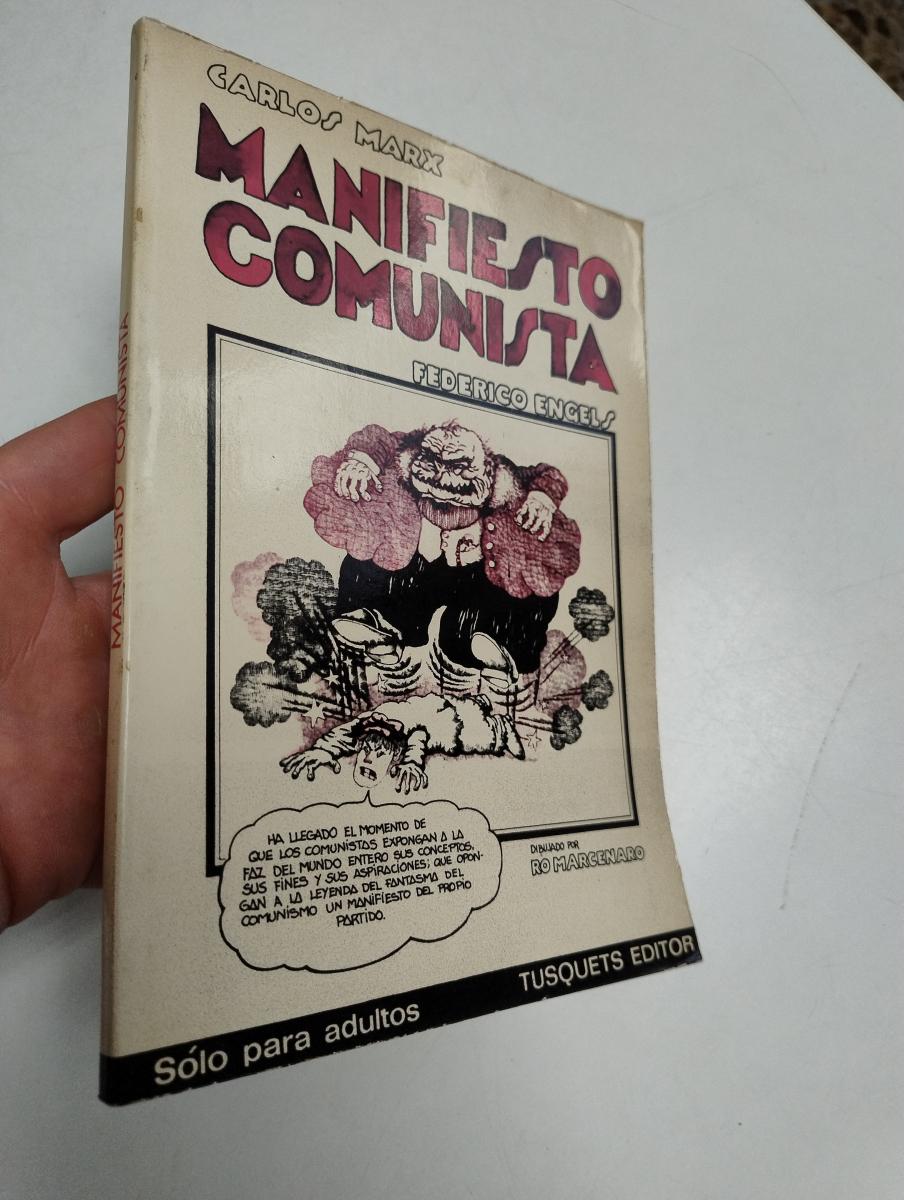 CARLOS MARX
MANIFIESTO
COMUNISTA
FEDERICO ENGELS
HA LLEGADO EL MOMENTO DE
QUE LOS COMUNISTAS EXPONGAN A LA
FAZ DEL MUNDO ENTERO SUS CONCEPTOS,
SUS FINES Y SUS ASPIRACIONES; QUE OPON-
GAN A LA LEYENDA DEL FANTASMA DEL
COMUNISMO UN MANIFIESTO DEL PROPIO
PARTIDO.
DIBUJADO POR
RO MARCENARO
Sólo para adultos
TUSQUETS EDITOR
MANIFIESTO COMUNISTA